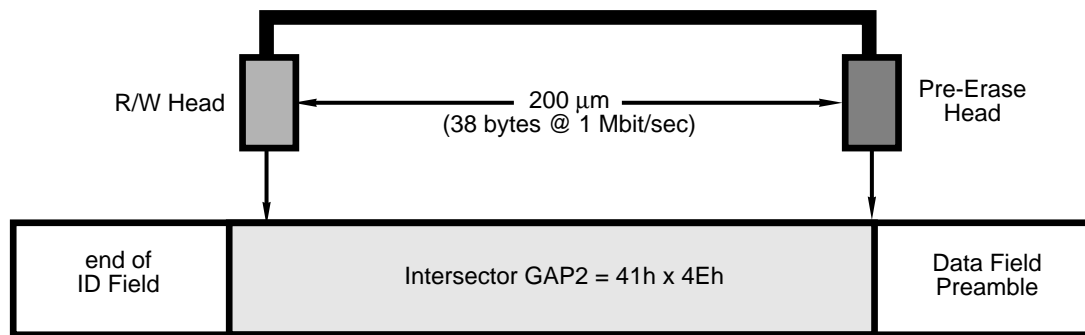 R/W Head
200 μm
(38 bytes @ 1 Mbit/sec)
Pre-Erase
Head
end of
ID Field
Intersector GAP2 = 41h x 4Eh
Data Field
Preamble